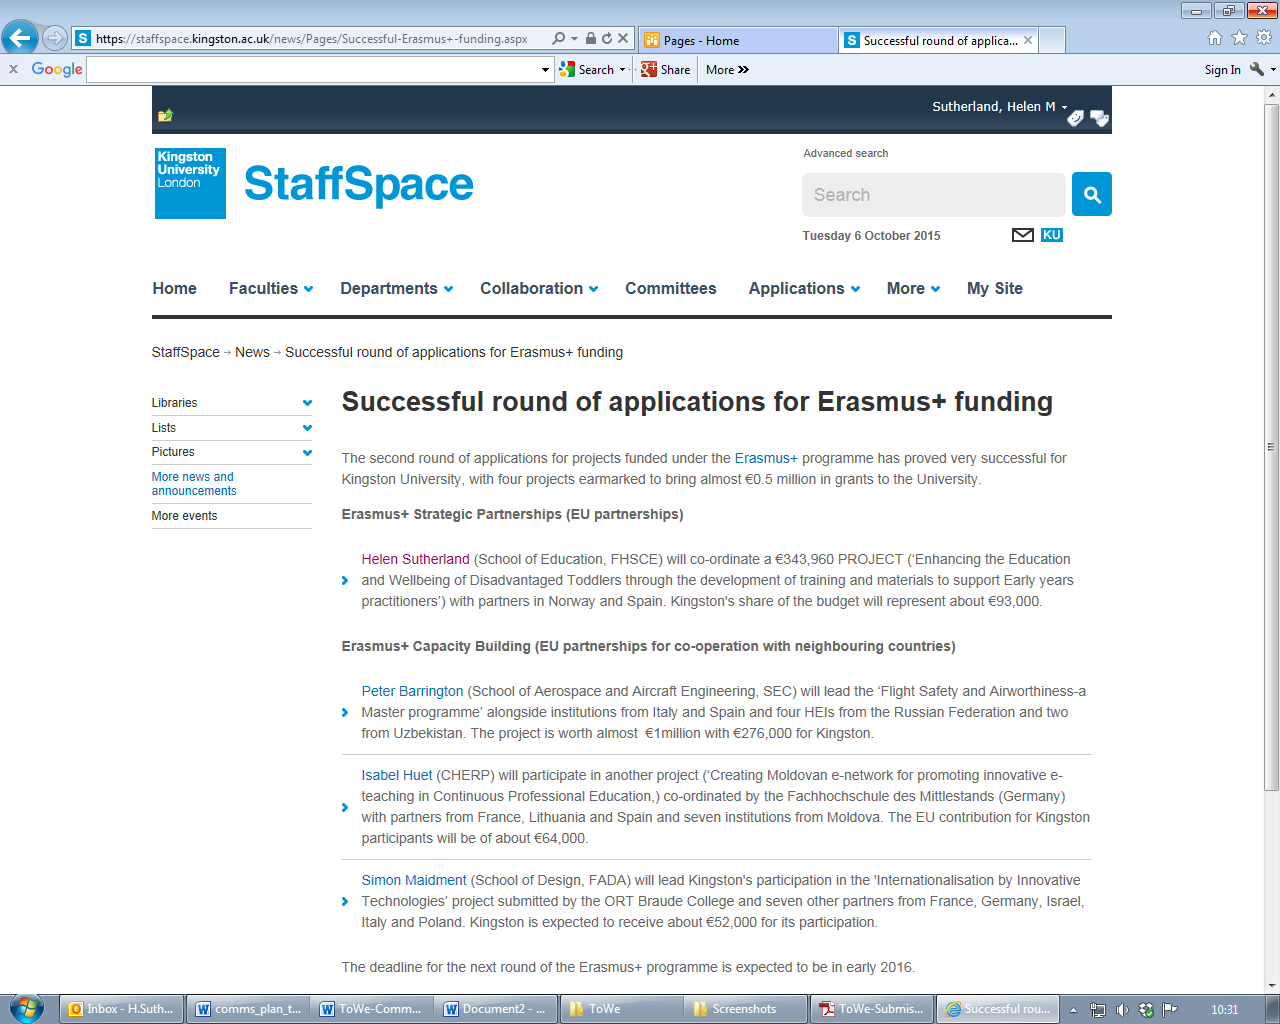 https://staffspace.kingston.ac.uk/news/Pages/Successful-Erasmus+-funding.aspx
Pages - Home
Successful round of applica...
Google
Search
Share
More
Sign In
Sutherland, Helen M
Kingston
University
London
StaffSpace
Advanced search
Search
Tuesday 6 October 2015
KU
Home Faculties Departments Collaboration Committees Applications More My Site
StaffSpace → News → Successful round of applications for Erasmus+ funding
Libraries
Lists
Pictures
More news and
announcements
More events
Successful round of applications for Erasmus+ funding
The second round of applications for projects funded under the Erasmus+ programme has proved very successful for
Kingston University, with four projects earmarked to bring almost €0.5 million in grants to the University.
Erasmus+ Strategic Partnerships (EU partnerships)
Helen Sutherland (School of Education, FHSCE) will co-ordinate a €343,960 PROJECT (‘Enhancing the Education
and Wellbeing of Disadvantaged Toddlers through the development of training and materials to support Early years
practitioners’) with partners in Norway and Spain. Kingston's share of the budget will represent about €93,000.
Erasmus+ Capacity Building (EU partnerships for co-operation with neighbouring countries)
Peter Barrington (School of Aerospace and Aircraft Engineering, SEC) will lead the ‘Flight Safety and Airworthiness-a
Master programme’ alongside institutions from Italy and Spain and four HEIs from the Russian Federation and two
from Uzbekistan. The project is worth almost €1million with €276,000 for Kingston.
Isabel Huet (CHERP) will participate in another project (‘Creating Moldovan e-network for promoting innovative e-
teaching in Continuous Professional Education,) co-ordinated by the Fachhochschule des Mittlestands (Germany)
with partners from France, Lithuania and Spain and seven institutions from Moldova. The EU contribution for Kingston
participants will be of about €64,000.
Simon Maidment (School of Design, FADA) will lead Kingston's participation in the 'Internationalisation by Innovative
Technologies’ project submitted by the ORT Braude College and seven other partners from France, Germany, Israel,
Italy and Poland. Kingston is expected to receive about €52,000 for its participation.
The deadline for the next round of the Erasmus+ programme is expected to be in early 2016.
Inbox - H.Suth...
comms_plan_t...
ToWe-Comm...
Document2 - ...
ToWe
Screenshots
ToWe-Submis...
Successful rou...
10:31